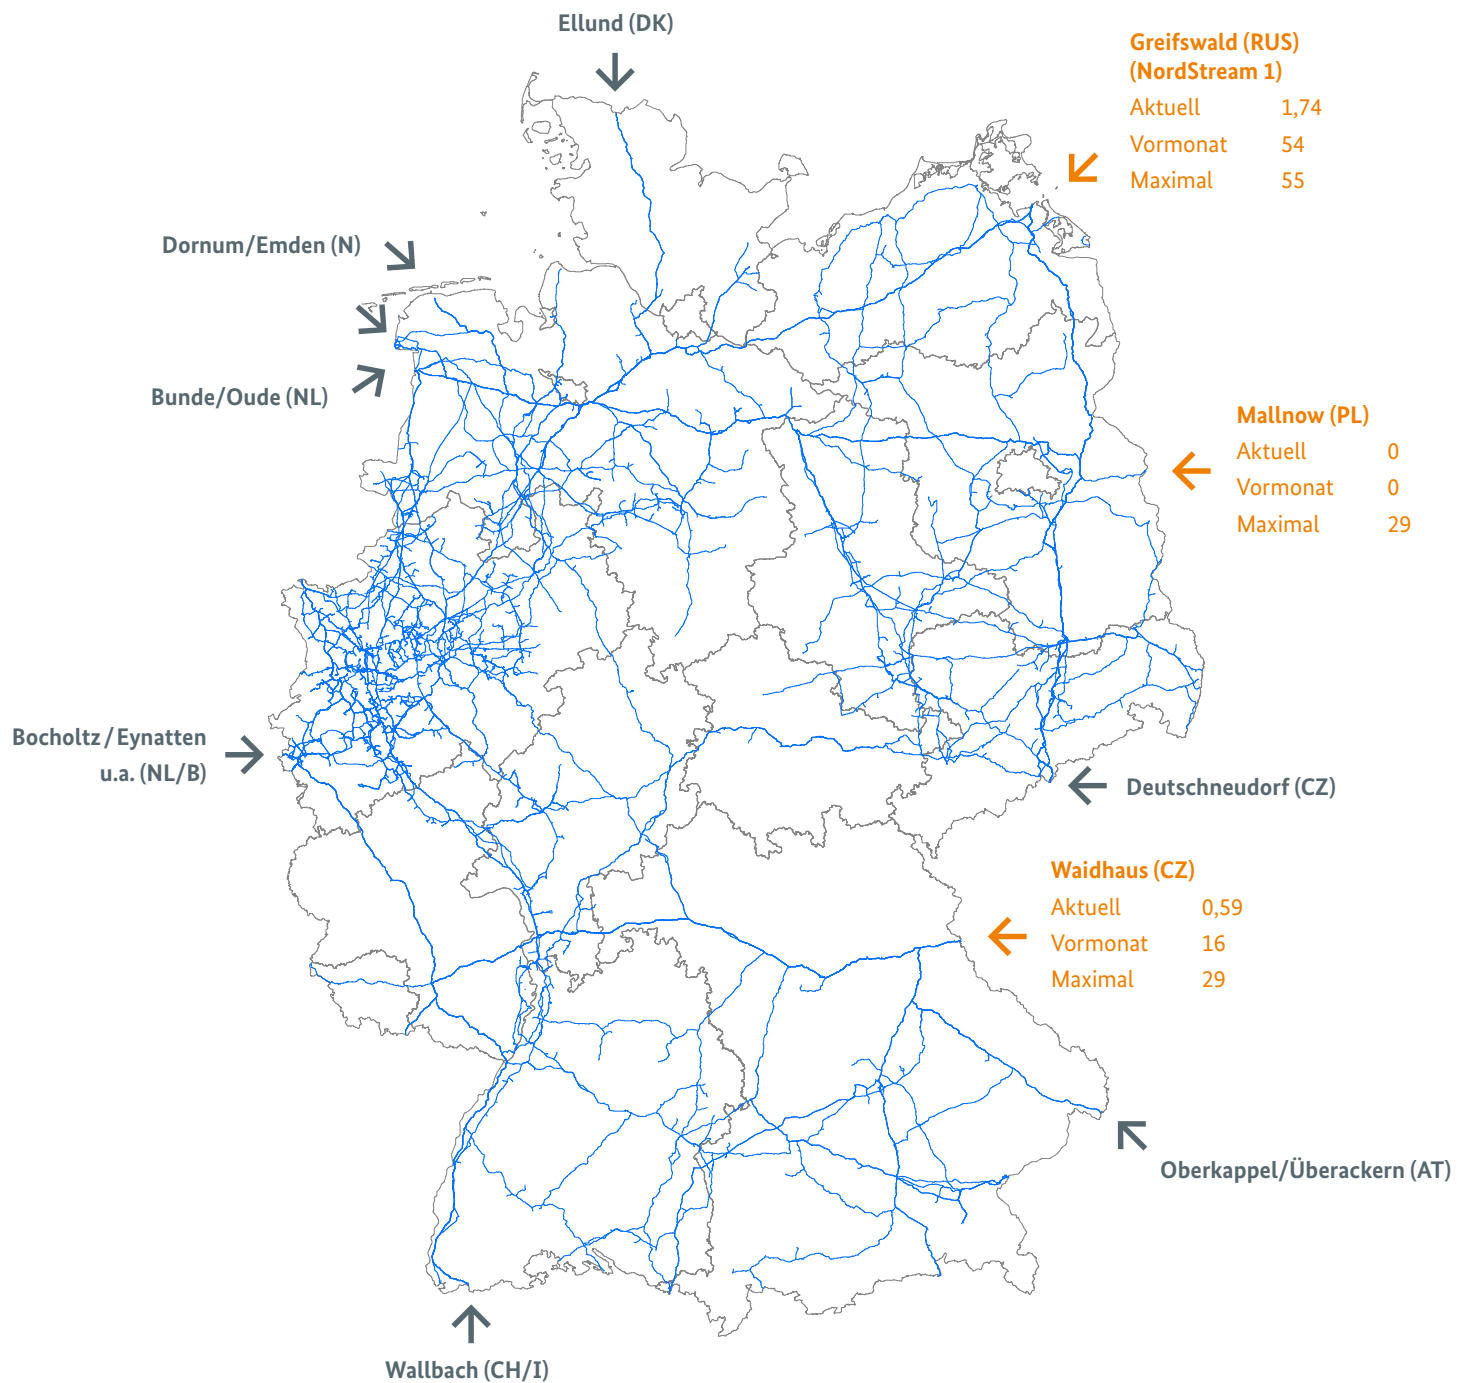 Ellund (DK)
Greifswald (RUS)
(NordStream 1)
Aktuell 1,74
Vormonat 54
Maximal 55
Dornum/Emden (N)
Bunde/Oude (NL)
Mallnow (PL)
Aktuell 0
Vormonat 0
Maximal 29
Bocholtz / Eynatten
u.a. (NL/B)
Deutschneudorf (CZ)
Waidhaus (CZ)
Aktuell 0,59
Vormonat 16
Maximal 29
Oberkappel/Überackern (AT)
Wallbach (CH/I)